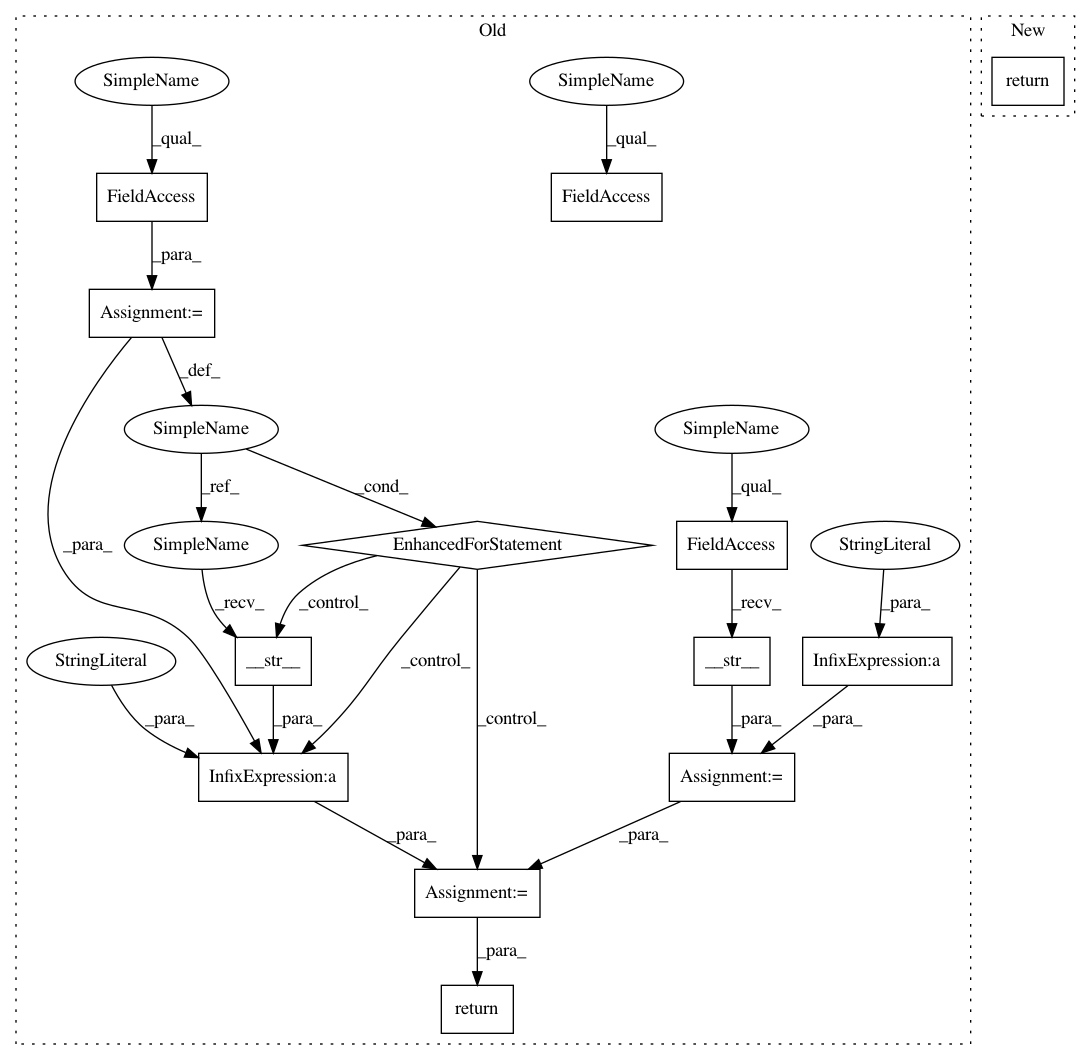 Old
New
SimpleName
SimpleName
return
_qual_
_qual_
FieldAccess
FieldAccess
_para_
Assignment:=
_def_
SimpleName
SimpleName
_ref_
_cond_
_qual_
_para_
SimpleName
EnhancedForStatement
FieldAccess
StringLiteral
_recv_
_control_
_recv_
_para_
StringLiteral
__str__
_control_
__str__
InfixExpression:a
_para_
_para_
_control_
_para_
_para_
InfixExpression:a
Assignment:=
_para_
_para_
Assignment:=
_para_
return